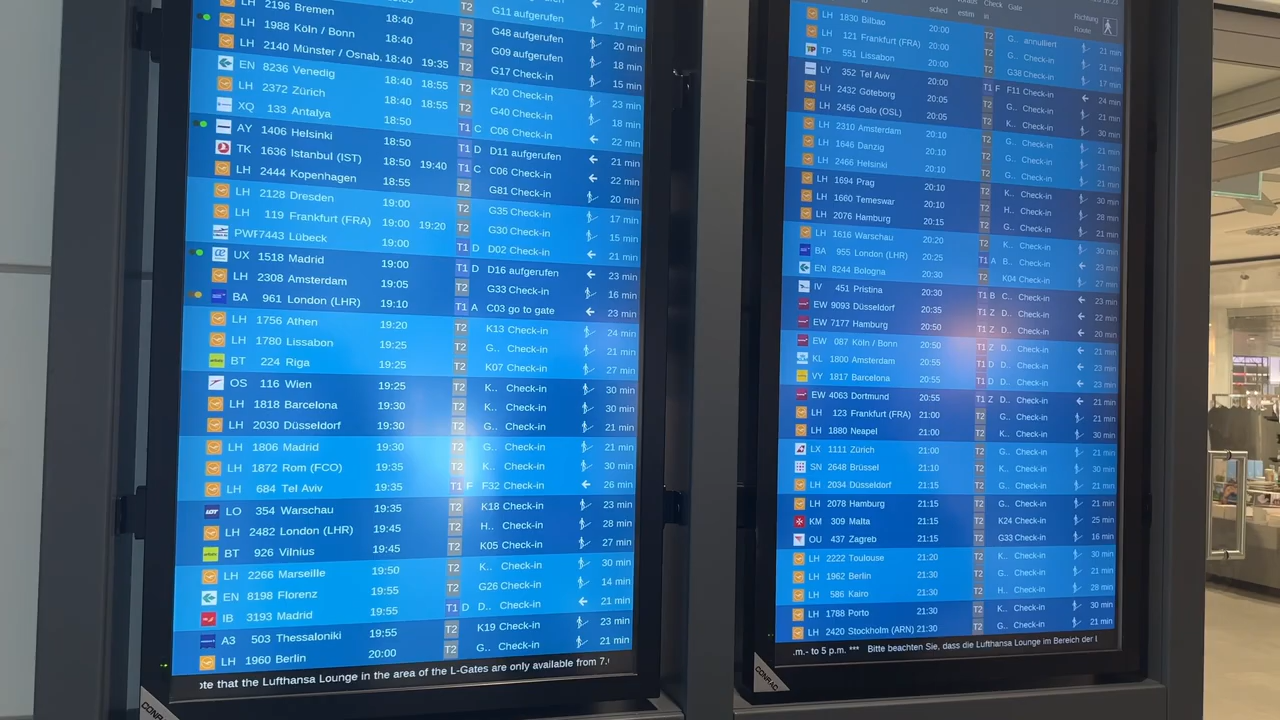 LH 2196 Bremen 18:40 T2 G48 aufgerufen 20 min
G11 aufgerufen 17 min
22 min
LH 1988 Köln / Bonn 18:40 T2 G09 aufgerufen 18 min
LH 2140 Münster / Osnab. 18:40 19:35 T2 G17 Check-in 15 min
EN 8236 Venedig 18:40 18:55 T2 K20 Check-in 23 min
LH 2372 Zürich 18:40 18:55 T2 G40 Check-in 18 min
XQ 133 Antalya 18:50 T1 C C06 Check-in 22 min
AY 1406 Helsinki 18:50 T1 D D11 aufgerufen 21 min
TK 1636 Istanbul (IST) 18:50 19:40 T1 C C06 Check-in 22 min
LH 2444 Kopenhagen 18:55 T2 G81 Check-in 20 min
LH 2128 Dresden 19:00 T2 G35 Check-in 17 min
LH 119 Frankfurt (FRA) 19:00 19:20 T2 G30 Check-in 15 min
PWF7443 Lübeck 19:00 T1 D D02 Check-in 21 min
UX 1518 Madrid 19:00 T1 D D16 aufgerufen 23 min
LH 2308 Amsterdam 19:05 T2 G33 Check-in 16 min
BA 961 London (LHR) 19:10 T1 A C03 go to gate 23 min
LH 1756 Athen 19:20 T2 K13 Check-in 24 min
LH 1780 Lissabon 19:25 T2 G.. Check-in 21 min
BT 224 Riga 19:25 T2 K07 Check-in 27 min
OS 116 Wien 19:25 T2 K.. Check-in 30 min
LH 1818 Barcelona 19:30 T2 K.. Check-in 30 min
LH 2030 Düsseldorf 19:30 T2 G.. Check-in 21 min
LH 1806 Madrid 19:30 T2 G.. Check-in 21 min
LH 1872 Rom (FCO) 19:35 T2 K.. Check-in 30 min
LH 684 Tel Aviv 19:35 T1 F F32 Check-in 26 min
LO 354 Warschau 19:35 T2 K18 Check-in 23 min
LH 2482 London (LHR) 19:45 T2 H.. Check-in 28 min
BT 926 Vilnius 19:45 T2 K05 Check-in 27 min
LH 2266 Marseille 19:50 T2 K.. Check-in 30 min
EN 8198 Florenz 19:55 T2 G26 Check-in 14 min
IB 3193 Madrid 19:55 T1 D D.. Check-in 21 min
A3 503 Thessaloniki 19:55 T2 K19 Check-in 23 min
LH 1960 Berlin 20:00 T2 G.. Check-in 21 min
te that the Lufthansa Lounge in the area of the L-Gates are only available from 7.
CONRAC
sched estim Check in Gate Richtung Route
LH 1830 Bilbao 20:00 T2 G.. annulliert 21 min
LH 121 Frankfurt (FRA) 20:00 T2 G.. Check-in 21 min
TP 551 Lissabon 20:00 T2 G38 Check-in 17 min
LY 352 Tel Aviv 20:00 T1 F F11 Check-in 24 min
LH 2432 Göteborg 20:05 T2 G.. Check-in 21 min
LH 2456 Oslo (OSL) 20:05 T2 K.. Check-in 30 min
LH 2310 Amsterdam 20:10 T2 G.. Check-in 21 min
LH 1646 Danzig 20:10 T2 G.. Check-in 21 min
LH 2466 Helsinki 20:10 T2 G.. Check-in 21 min
LH 1694 Prag 20:10 T2 K.. Check-in 30 min
LH 1660 Temeswar 20:10 T2 H.. Check-in 28 min
LH 2076 Hamburg 20:15 T2 G.. Check-in 21 min
LH 1616 Warschau 20:20 T2 K.. Check-in 30 min
BA 955 London (LHR) 20:25 T1 A B.. Check-in 23 min
EN 8244 Bologna 20:30 T2 K04 Check-in 27 min
IV 451 Pristina 20:30 T1 B C.. Check-in 23 min
EW 9093 Düsseldorf 20:35 T1 Z D.. Check-in 22 min
EW 7177 Hamburg 20:50 T1 Z D.. Check-in 20 min
EW 087 Köln / Bonn 20:50 T1 Z D.. Check-in 21 min
KL 1800 Amsterdam 20:55 T1 D D.. Check-in 23 min
VY 1817 Barcelona 20:55 T1 D D.. Check-in 23 min
EW 4063 Dortmund 20:55 T1 Z D.. Check-in 21 min
LH 123 Frankfurt (FRA) 21:00 T2 G.. Check-in 21 min
LH 1880 Neapel 21:00 T2 K.. Check-in 30 min
LX 1111 Zürich 21:00 T2 G.. Check-in 21 min
SN 2648 Brüssel 21:10 T2 K.. Check-in 30 min
LH 2034 Düsseldorf 21:15 T2 G.. Check-in 21 min
LH 2078 Hamburg 21:15 T2 G.. Check-in 21 min
KM 309 Malta 21:15 T2 K24 Check-in 25 min
OU 437 Zagreb 21:15 T2 G33 Check-in 16 min
LH 2222 Toulouse 21:20 T2 K.. Check-in 30 min
LH 1962 Berlin 21:30 T2 G.. Check-in 21 min
LH 586 Kairo 21:30 T2 H.. Check-in 28 min
LH 1788 Porto 21:30 T2 K.. Check-in 30 min
LH 2420 Stockholm (ARN) 21:30 T2 G.. Check-in 21 min
.m.- to 5 p.m. *** Bitte beachten Sie, dass die Lufthansa Lounge im Bereich der
CONRAC